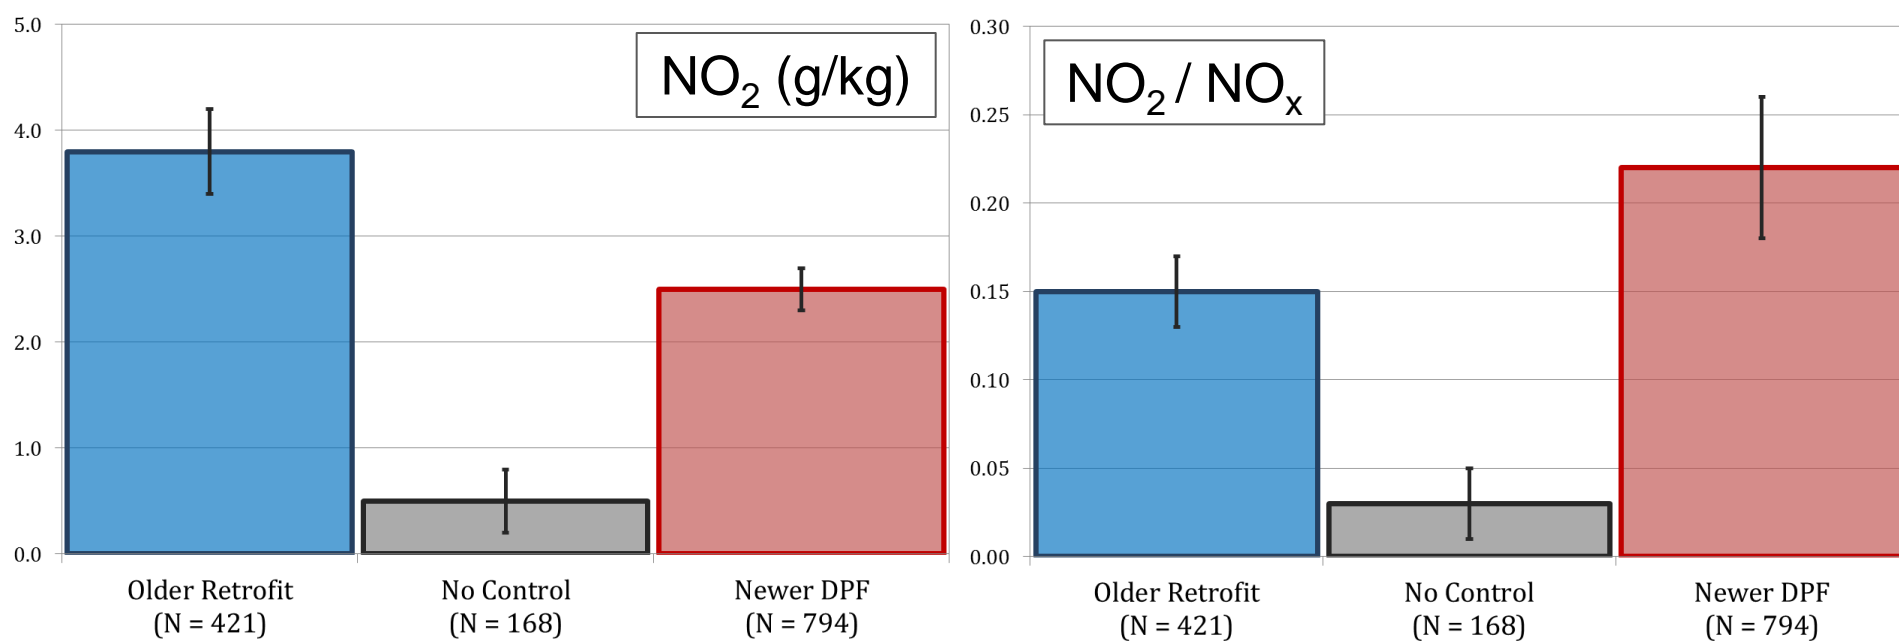 NO₂ (g/kg)
5.0
4.0
3.0
2.0
1.0
0.0
Older Retrofit
(N = 421)
No Control
(N = 168)
Newer DPF
(N = 794)
NO₂ / NOₓ
0.30
0.25
0.20
0.15
0.10
0.05
0.00
Older Retrofit
(N = 421)
No Control
(N = 168)
Newer DPF
(N = 794)